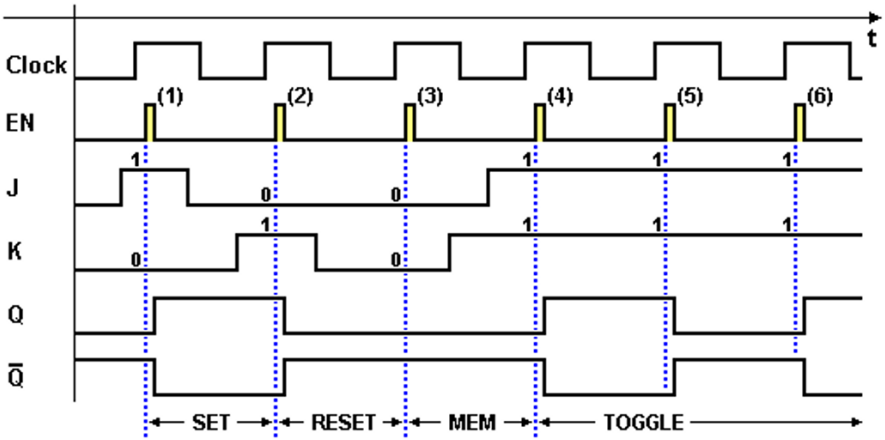 t
Clock
EN (1) (2) (3) (4) (5) (6)
J 1 0 0 1 1 1
K 0 1 0 1 1 1
Q
Q̅
SET RESET MEM TOGGLE